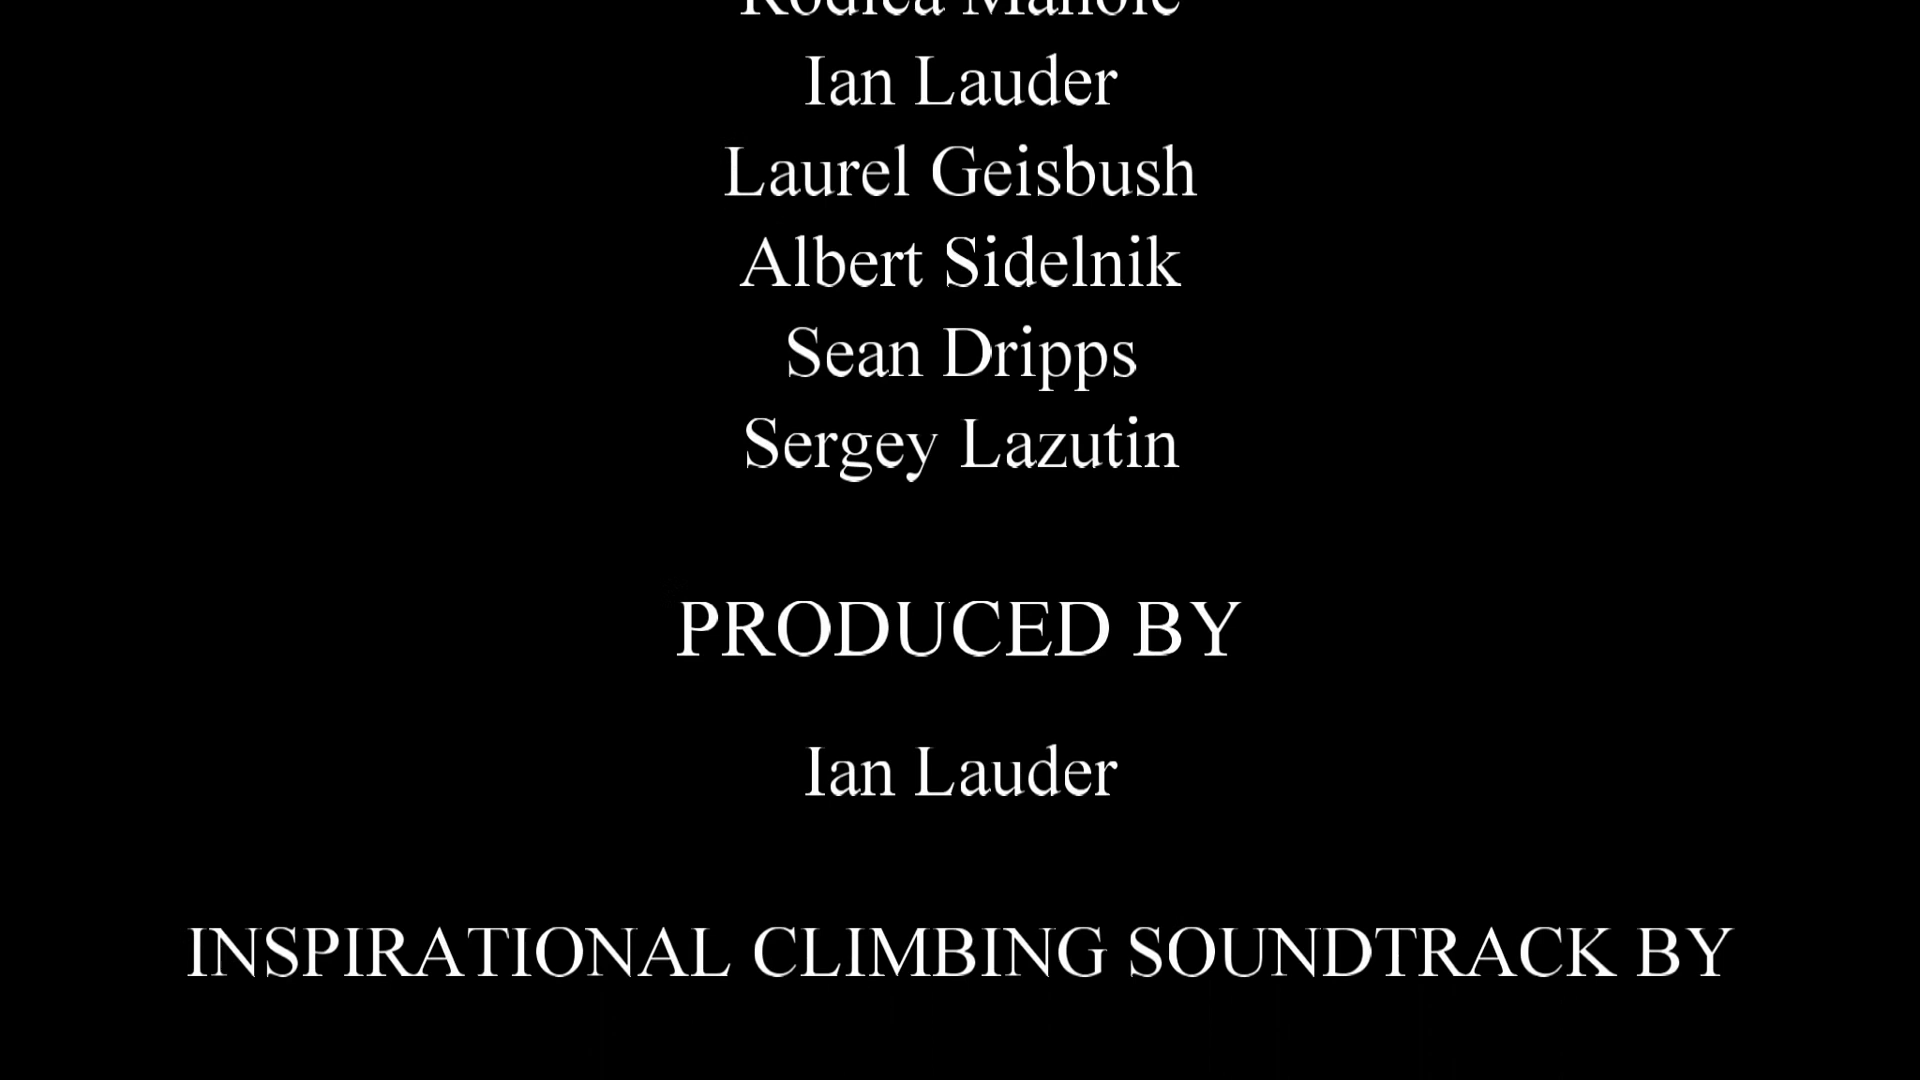 Ian Lauder
Laurel Geisbush
Albert Sidelnik
Sean Dripps
Sergey Lazutin
PRODUCED BY
Ian Lauder
INSPIRATIONAL CLIMBING SOUNDTRACK BY